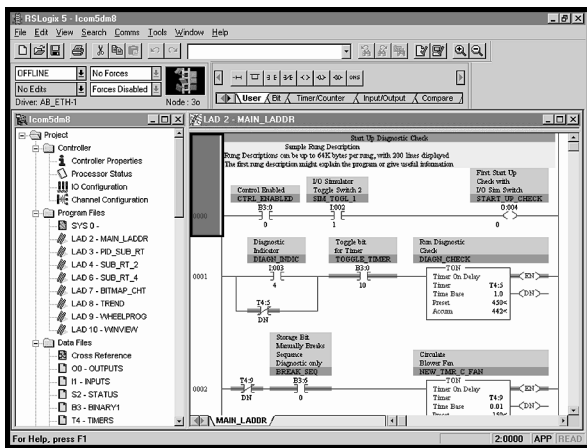 RSLogix 5 - Icom5dm8
File Edit View Search Comms Tools Window Help
OFFLINE
No Forces
No Edits
Forces Disabled
Driver: AB_ETH-1
Node: 3o
User
Bit
Timer/Counter
Input/Output
Compare
Icom5dm8
Project
Controller
Controller Properties
Processor Status
IO Configuration
Channel Configuration
Program Files
SYS 0 -
LAD 2 - MAIN_LADDR
LAD 3 - PID_SUB_RT
LAD 4 - SUB_RT_2
LAD 6 - SUB_RT_4
LAD 7 - BITMAP_CHT
LAD 8 - TREND
LAD 9 - WHEELPROG
LAD 10 - WINVIEW
Data Files
Cross Reference
O0 - OUTPUTS
I1 - INPUTS
S2 - STATUS
B3 - BINARY1
T4 - TIMERS
LAD 2 - MAIN_LADDR
Start Up Diagnostic Check
Sample Rung Description
Rung Descriptions can be up to 64K bytes per rung, with 200 lines displayed
The first rung description might explain the program or give useful information
0000
Control Enabled
CTRL_ENABLED
B3:0
0
I/O Simulator
Toggle Switch 2
SIM_TOGL_1
I:002
1
First Start Up
Check with
I/O Sim Switch
START_UP_CHECK
O:004
0
0001
Diagnostic
Indicator
DIAGN_INDIC
I:003
4
T4:5
DN
Toggle bit
for Timer
TOGGLE_TIMER
B3:0
10
Run Diagnostic
Check
DIAGN_CHECK
TON
Timer On Delay
Timer T4:5
Time Base 1.0
Preset 450<
Accum 442<
EN
DN
0002
T4:9
DN
Storage Bit
Manually Breaks
Sequence
Diagnostic only
BREAK_SEQ
B3:6
0
Circulate
Blower Fan
NEW_TMR_C_FAN
TON
Timer On Delay
Timer T4:9
Time Base 0.01
EN
DN
MAIN_LADDR
For Help, press F1
2:0000 APP READ